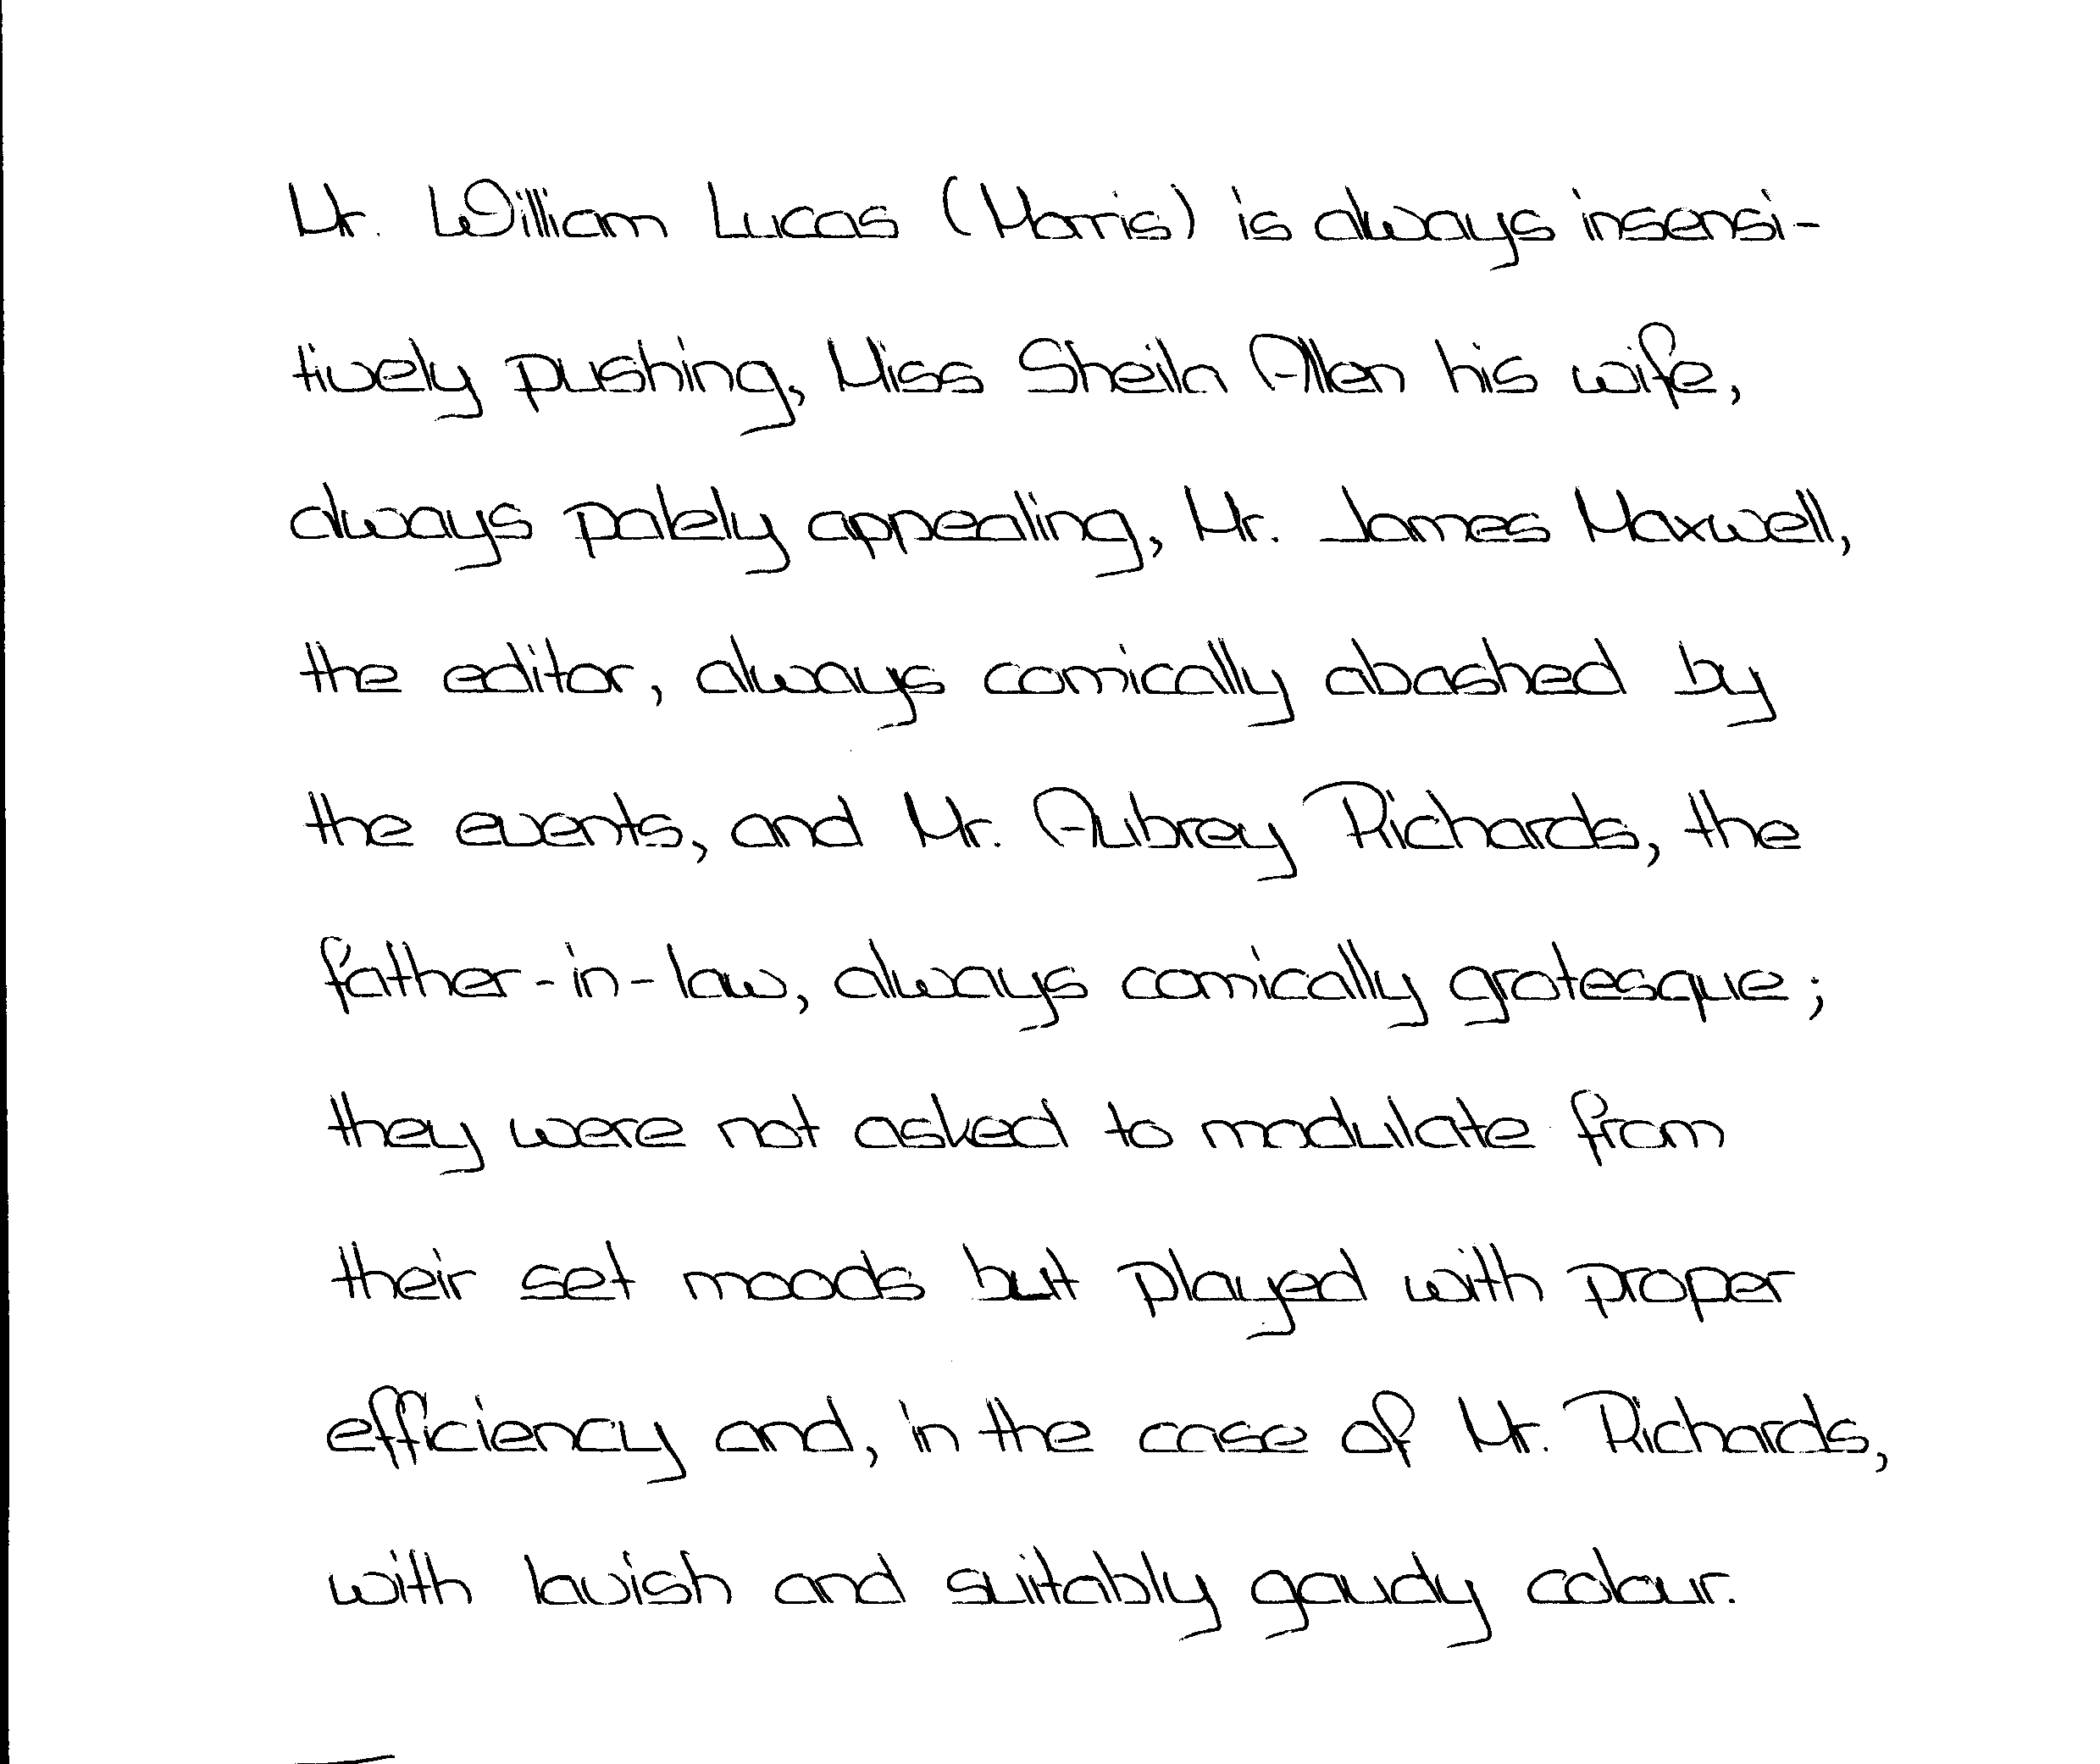 Mr. William Lucas (Morris) is always insensi-
tively pushing, Miss Sheila Allen his wife,
always palely appealing, Mr. James Maxwell,
the editor, always comically abashed by
the events, and Mr. Aubrey Richards, the
father-in-law, always comically grotesque;
they were not asked to modulate from
their set moods but played with proper
efficiency and, in the case of Mr. Richards,
with lavish and suitably gaudy colour.